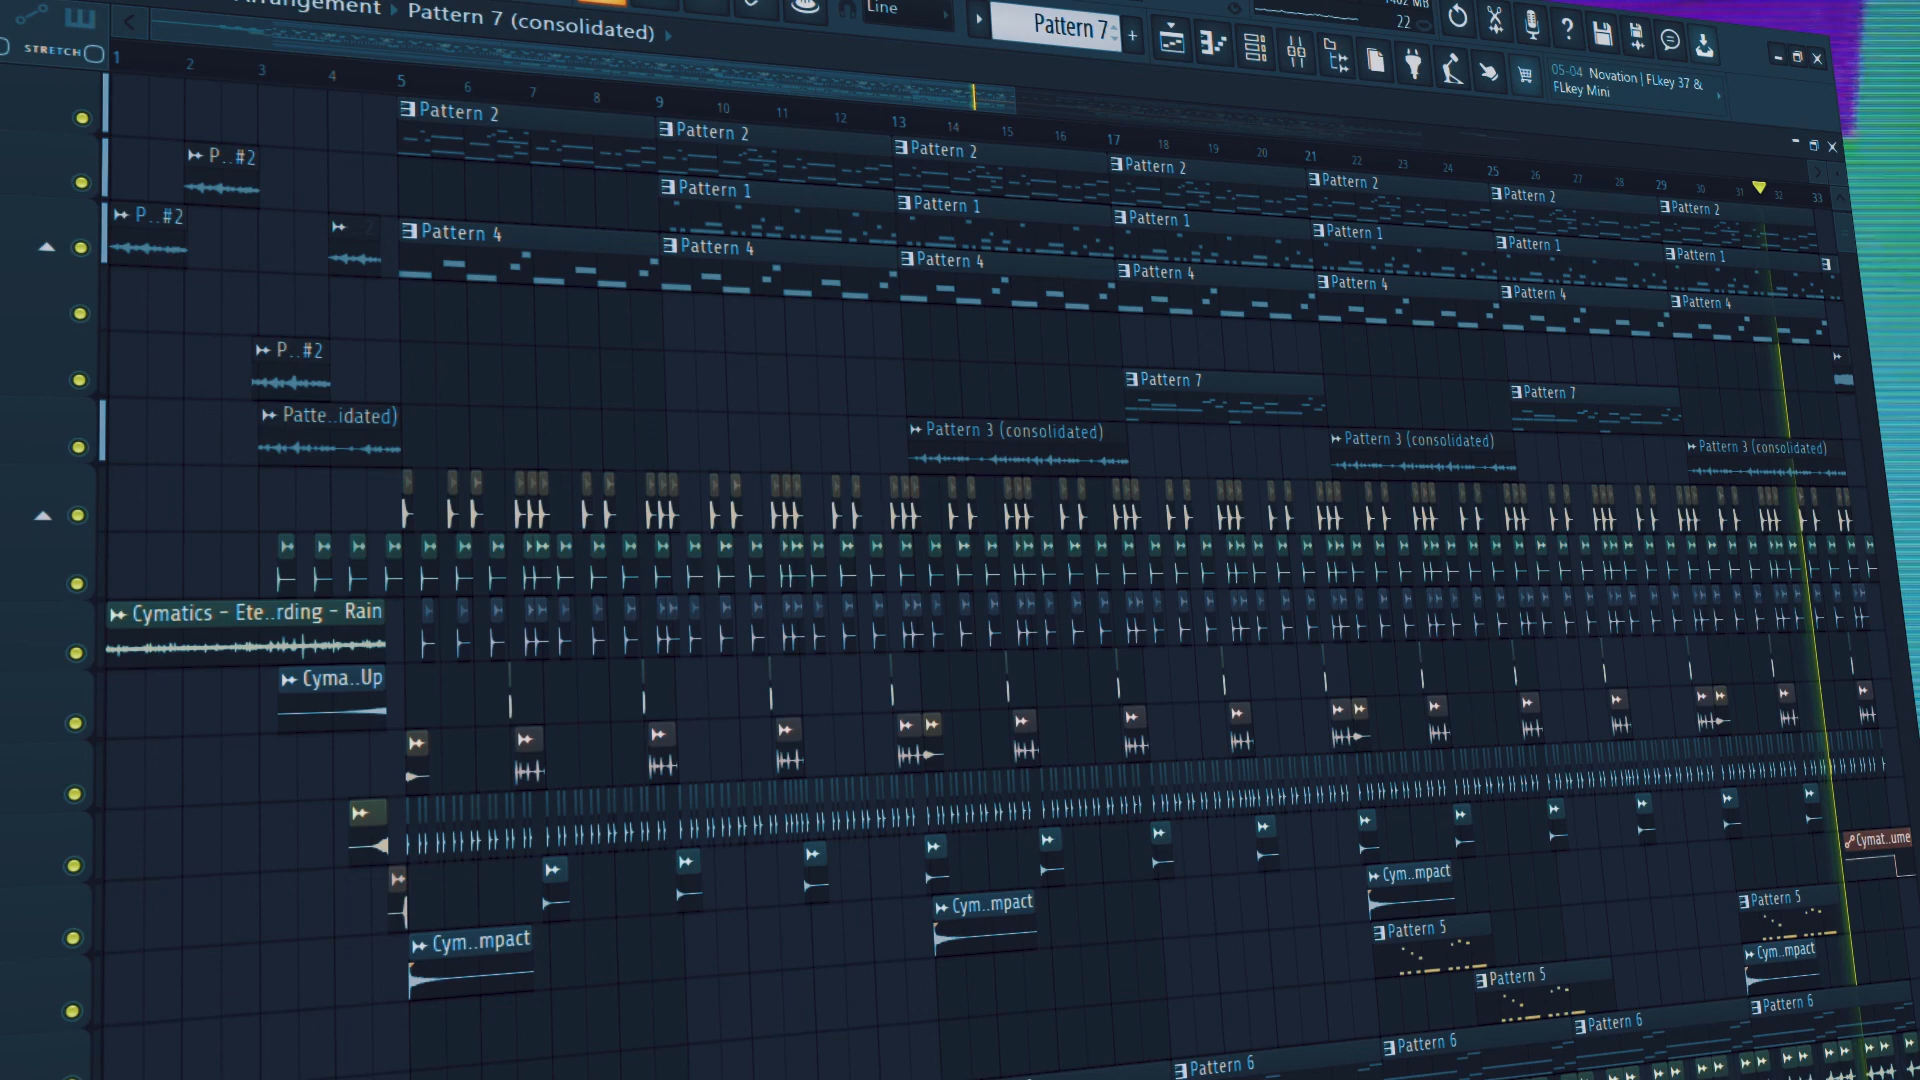 Arrangement Pattern 7 (consolidated)
Line
Pattern 7
+
22
?
05-04 Novation | FLkey 37 &
FLkey Mini
STRETCH
1 2 3 4 5 6 7 8 9 10 11 12 13 14 15 16 17 18 19 20 21 22 23 24 25 26 27 28 29 30 31 32 33
Pattern 2 Pattern 2 Pattern 2 Pattern 2 Pattern 2 Pattern 2 Pattern 2
P..#2 Pattern 1 Pattern 1 Pattern 1 Pattern 1 Pattern 1 Pattern 1
P..#2 Pattern 4 Pattern 4 Pattern 4 Pattern 4 Pattern 4 Pattern 4 Pattern 4
P..#2 Pattern 7 Pattern 7
Patte..idated) Pattern 3 (consolidated) Pattern 3 (consolidated) Pattern 3 (consolidated)
Cymatics - Ete..rding - Rain
Cyma..Up
Cymat..ume
Cym..mpact Cym..mpact Cym..mpact
Pattern 5 Pattern 5
Pattern 5 Cym..mpact
Pattern 6 Pattern 6 Pattern 6 Pattern 6